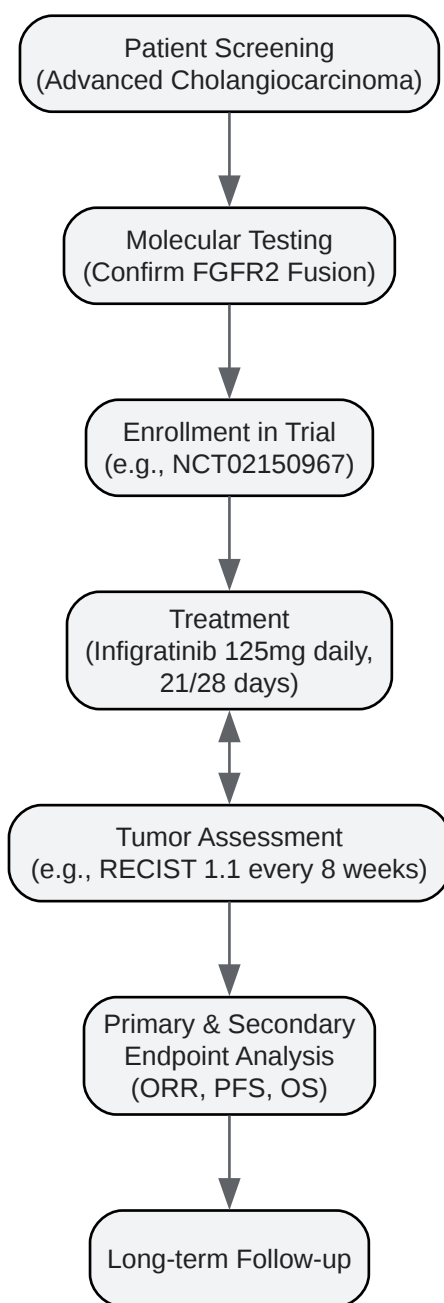 Patient Screening
(Advanced Cholangiocarcinoma)
Molecular Testing
(Confirm FGFR2 Fusion)
Enrollment in Trial
(e.g., NCT02150967)
Treatment
(Infigratinib 125mg daily,
21/28 days)
Tumor Assessment
(e.g., RECIST 1.1 every 8 weeks)
Primary & Secondary
Endpoint Analysis
(ORR, PFS, OS)
Long-term Follow-up